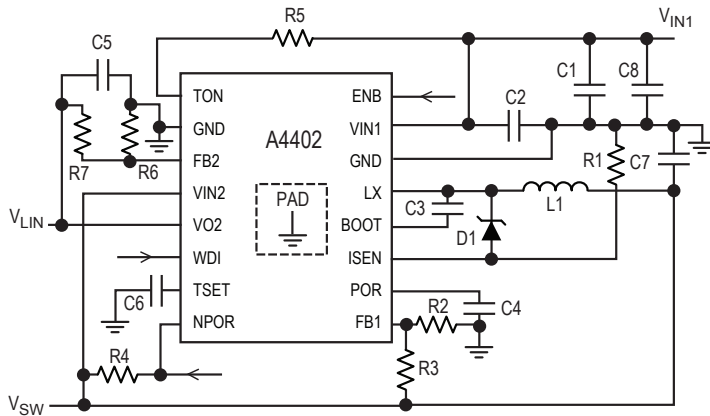 R5
VIN1
C5
C1
C8
TON
ENB
C2
GND
A4402
VIN1
R7
R6
FB2
GND
R1
C7
VIN2
PAD
LX
C3
L1
VLIN
VO2
BOOT
D1
WDI
ISEN
C6
TSET
POR
R2
C4
NPOR
FB1
R4
R3
VSW